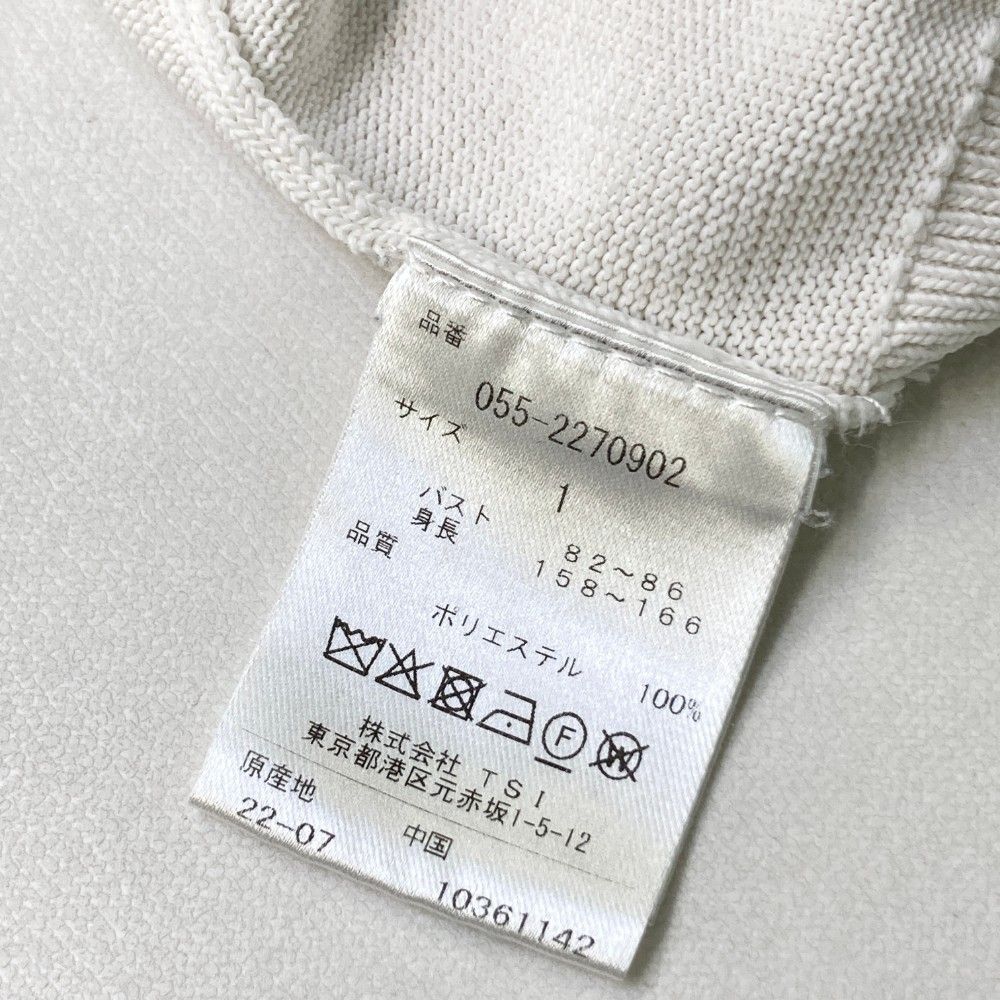 品番
055-2270902
サイズ
1
バスト 82～86
身長 158～166
品質
ポリエステル 100%
F
W
株式会社 TSI
東京都港区元赤坂1-5-12
原産地 中国
22-07 10361142